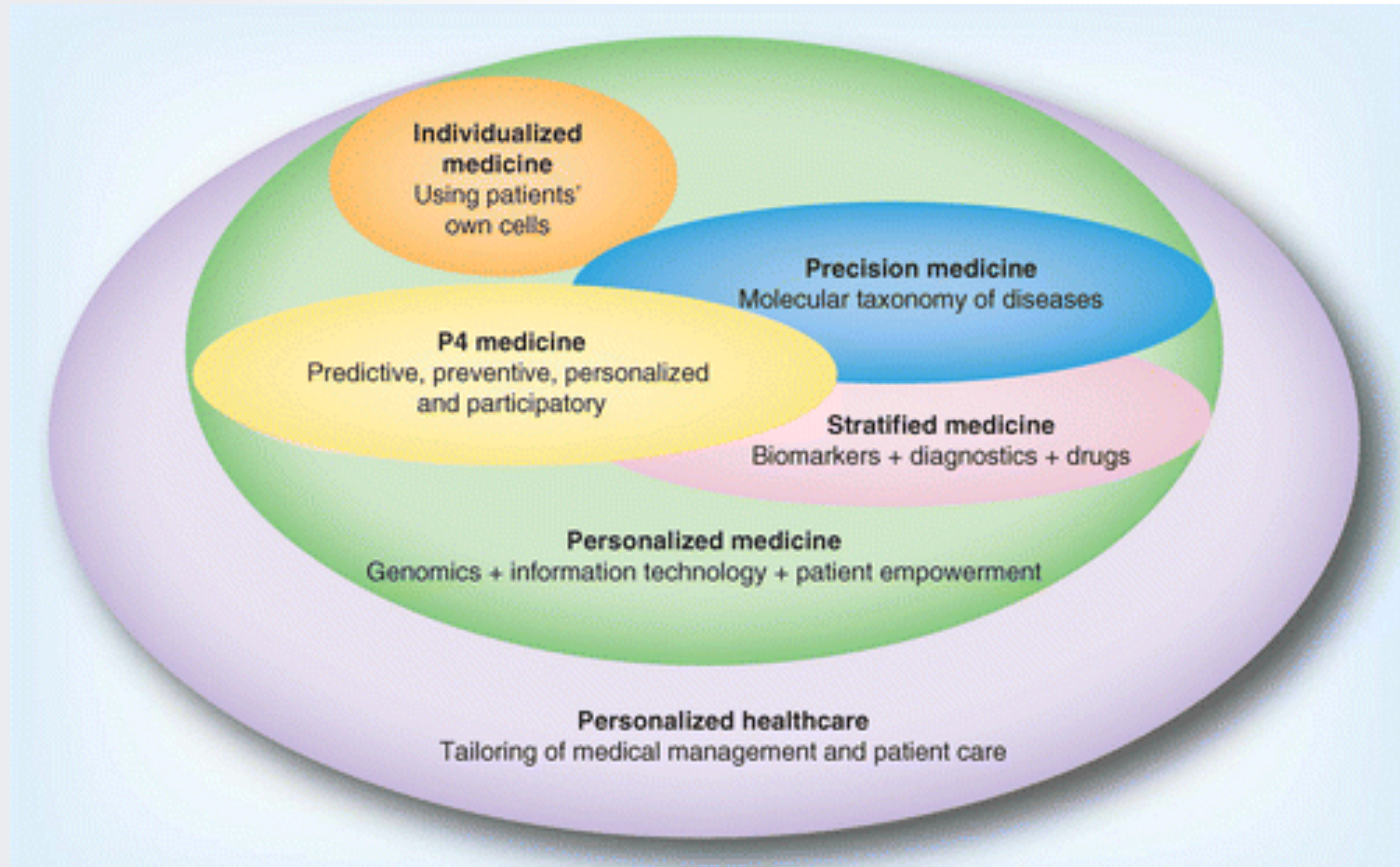 Individualized
medicine
Using patients'
own cells
Precision medicine
Molecular taxonomy of diseases
P4 medicine
Predictive, preventive, personalized
and participatory
Stratified medicine
Biomarkers + diagnostics + drugs
Personalized medicine
Genomics + information technology + patient empowerment
Personalized healthcare
Tailoring of medical management and patient care